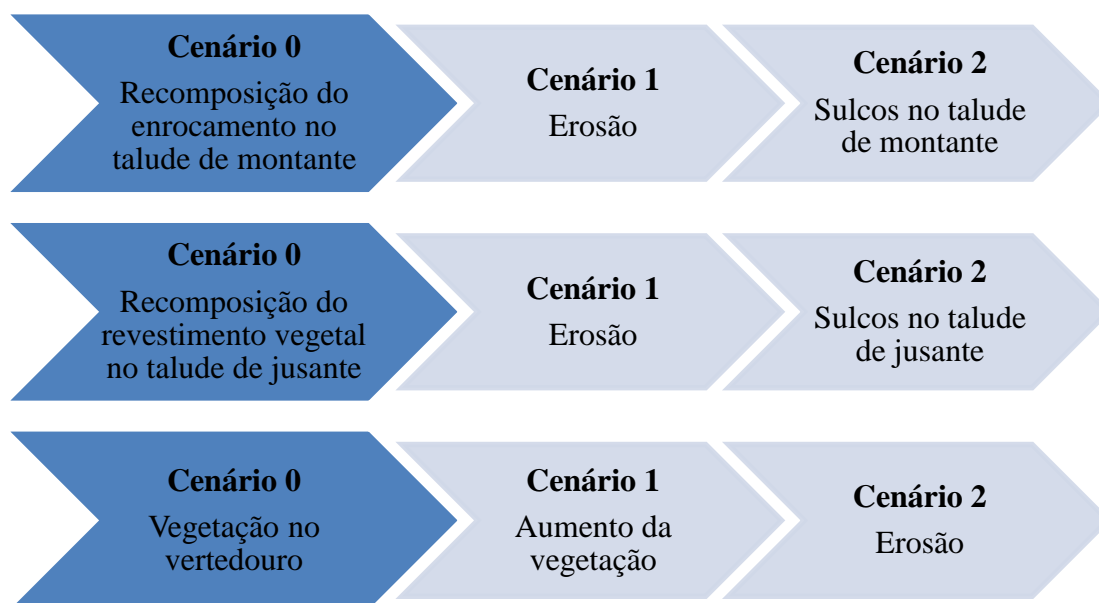 Cenário 0
Recomposição do
enrocamento no
talude de montante
Cenário 1
Erosão
Cenário 2
Sulcos no talude
de montante
Cenário 0
Recomposição do
revestimento vegetal
no talude de jusante
Cenário 1
Erosão
Cenário 2
Sulcos no talude
de jusante
Cenário 0
Vegetação no
vertedouro
Cenário 1
Aumento da
vegetação
Cenário 2
Erosão